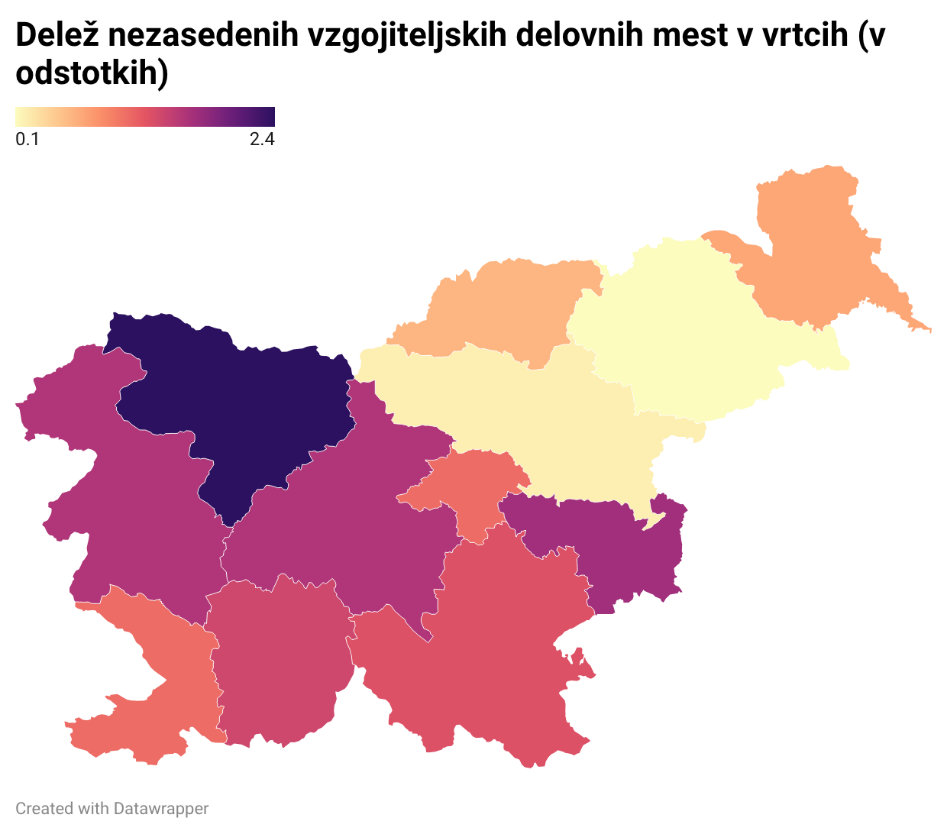 Delež nezasedenih vzgojiteljskih delovnih mest v vrtcih (v
odstotkih)
0.1 2.4
Created with Datawrapper